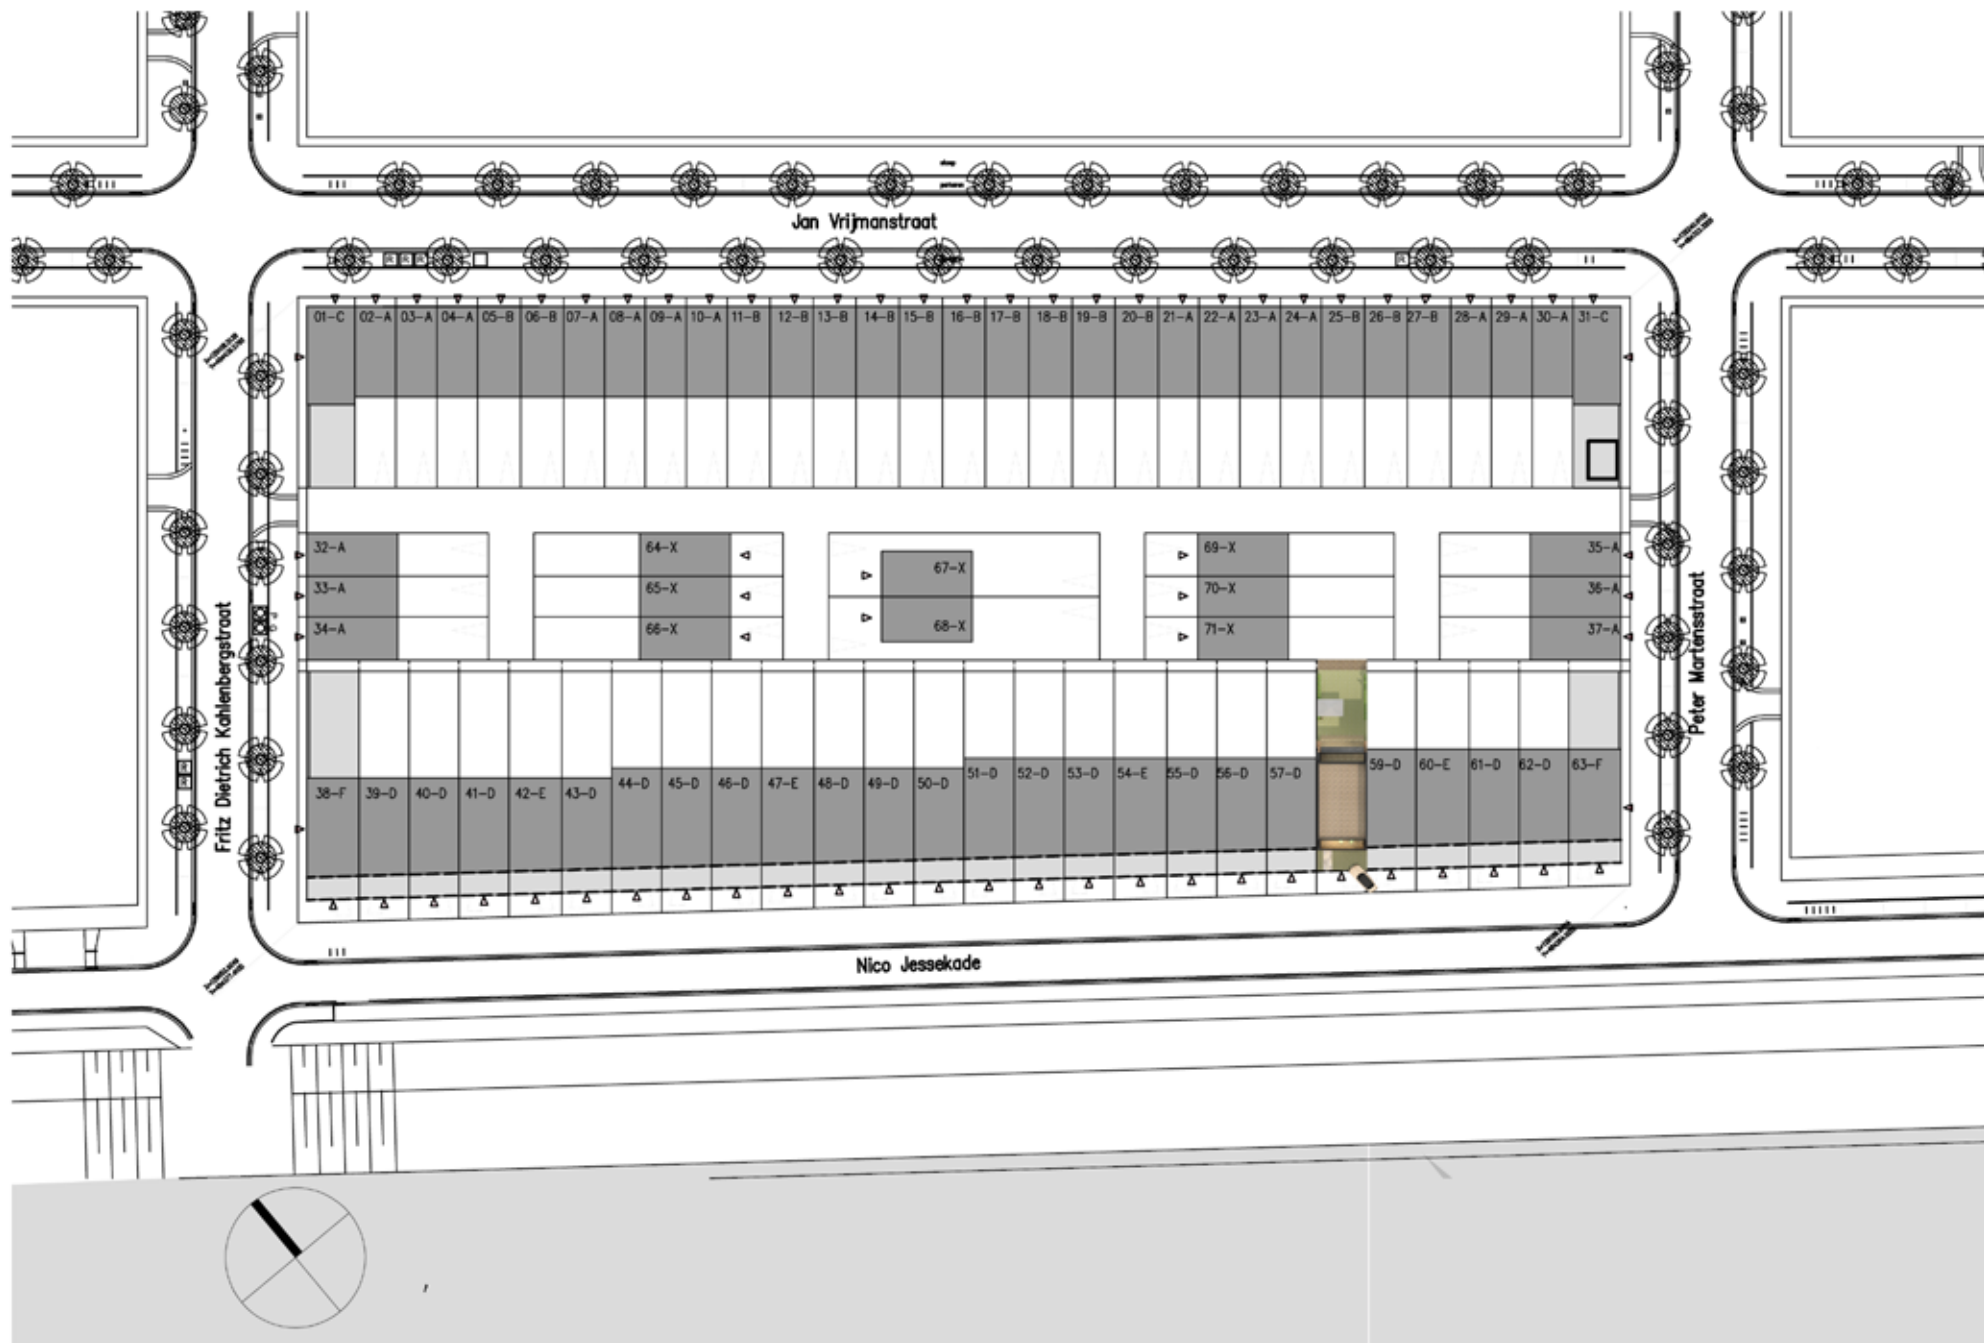 Jan Vrijmanstraat
01-C 02-A 03-A 04-A 05-B 06-B 07-A 08-A 09-A 10-A 11-B 12-B 13-B 14-B 15-B 16-B 17-B 18-B 19-B 20-B 21-A 22-A 23-A 24-A 25-B 26-B 27-B 28-A 29-A 30-A 31-C
32-A 64-X 67-X 69-X 35-A
33-A 65-X 70-X 36-A
34-A 66-X 68-X 71-X 37-A
Fritz Dietrich Kahlenbergstraat
Peter Martensstraat
38-F 39-D 40-D 41-D 42-E 43-D 44-D 45-D 46-D 47-E 48-D 49-D 50-D 51-D 52-D 53-D 54-E 55-D 56-D 57-D 59-D 60-E 61-D 62-D 63-F
Nico Jessekade